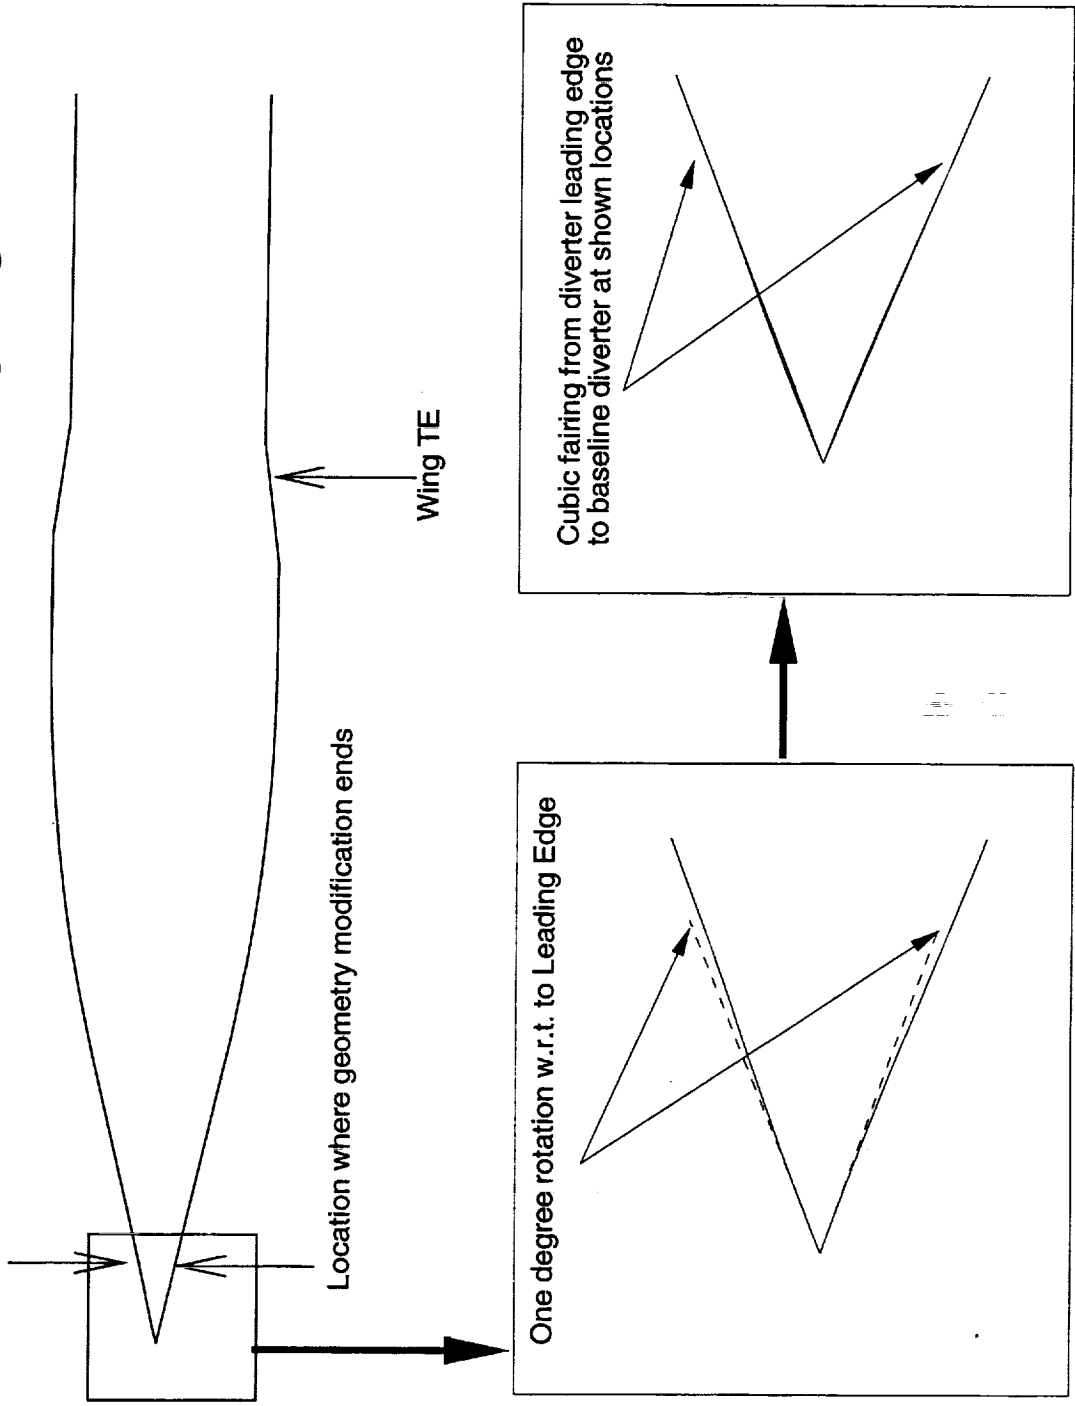 Wing TE
Location where geometry modification ends
One degree rotation w.r.t. to Leading Edge
Cubic fairing from diverter leading edge
to baseline diverter at shown locations